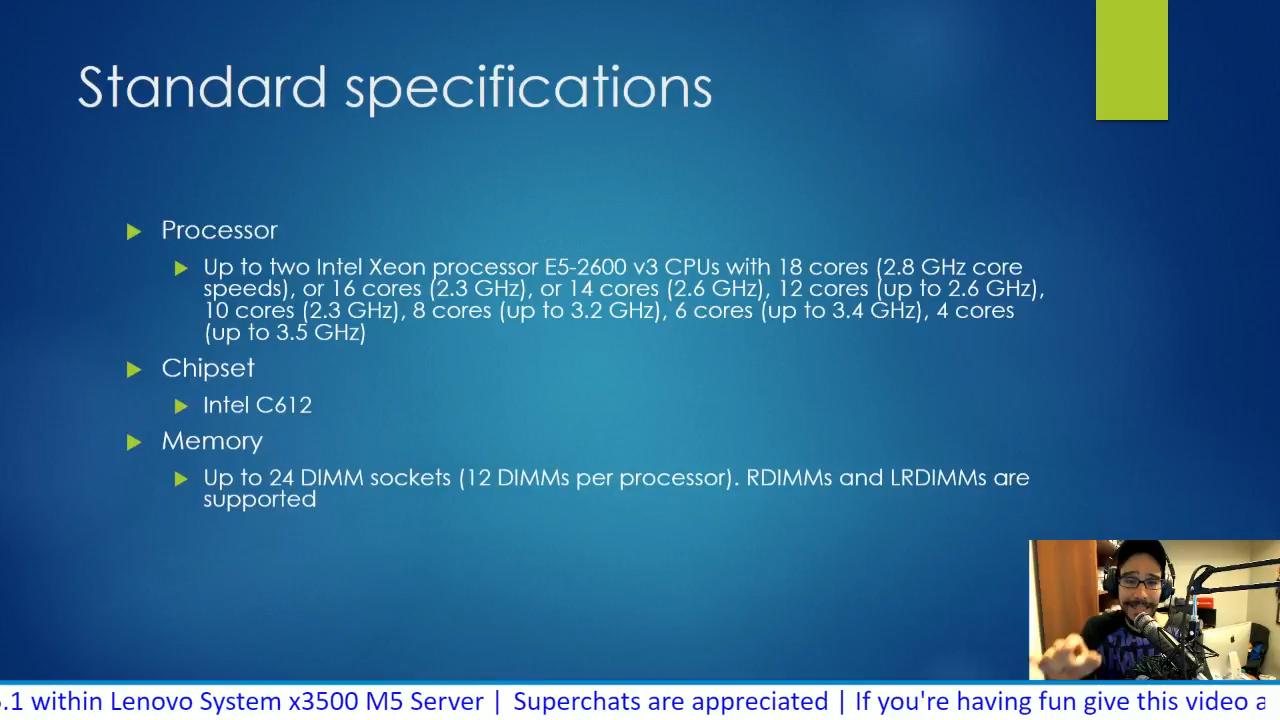 Standard specifications
Processor
Up to two Intel Xeon processor E5-2600 v3 CPUs with 18 cores (2.8 GHz core
speeds), or 16 cores (2.3 GHz), or 14 cores (2.6 GHz), 12 cores (up to 2.6 GHz),
10 cores (2.3 GHz), 8 cores (up to 3.2 GHz), 6 cores (up to 3.4 GHz), 4 cores
(up to 3.5 GHz)
Chipset
Intel C612
Memory
Up to 24 DIMM sockets (12 DIMMs per processor). RDIMMs and LRDIMMs are
supported
.1 within Lenovo System x3500 M5 Server | Superchats are appreciated | If you're having fun give this video a